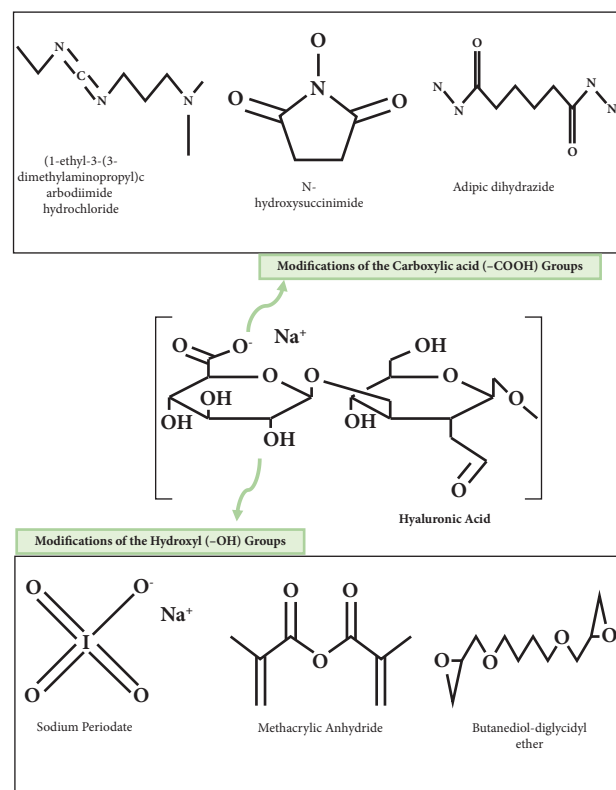 N
C
N
N
(1-ethyl-3-(3-
dimethylaminopropyl)c
arbodiimide
hydrochloride
O
N
O
O
N-
hydroxysuccinimide
O
N
N
N
N
O
Adipic dihydrazide
Modifications of the Carboxylic acid (–COOH) Groups
O
O-
Na+
OH
O
O
O
O
OH
OH
OH
OH
O
Hyaluronic Acid
Modifications of the Hydroxyl (–OH) Groups
O
O-
Na+
I
O
O
Sodium Periodate
O
O
O
Methacrylic Anhydride
O
O
O
O
Butanediol-diglycidyl
ether